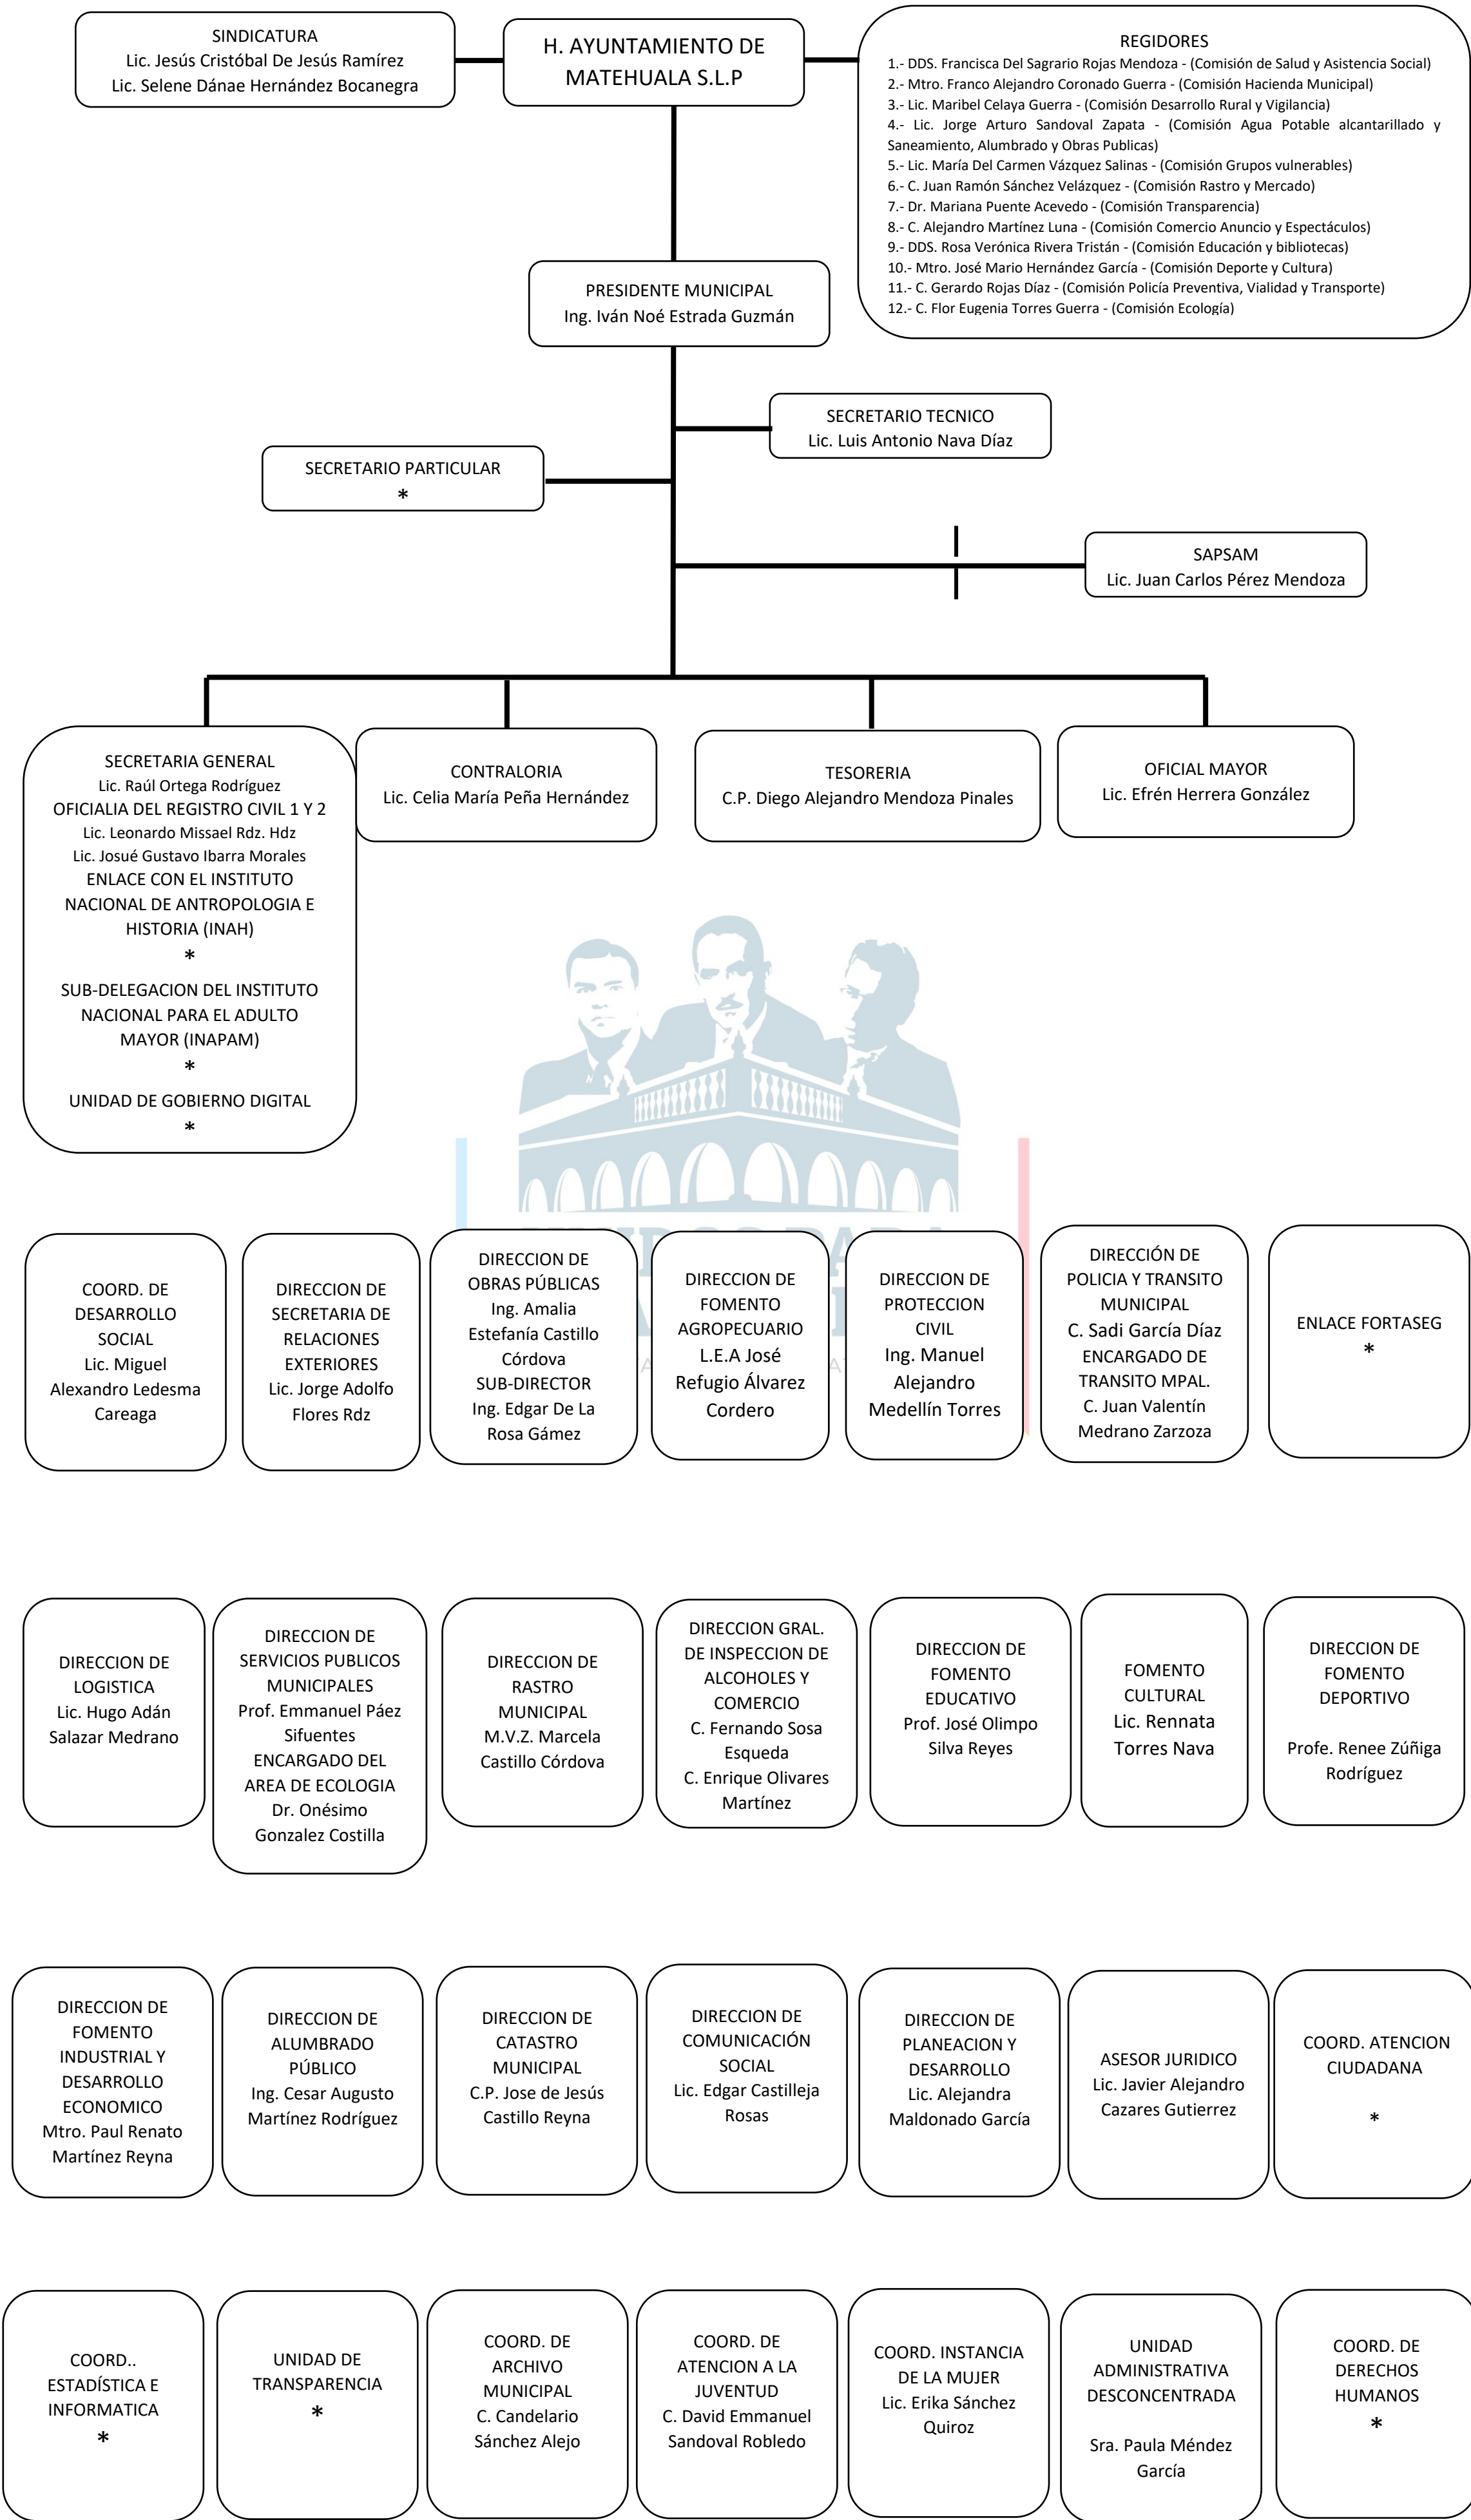 SINDICATURA
Lic. Jesús Cristóbal De Jesús Ramírez
Lic. Selene Dánae Hernández Bocanegra
H. AYUNTAMIENTO DE
MATEHUALA S.L.P
REGIDORES
1.- DDS. Francisca Del Sagrario Rojas Mendoza - (Comisión de Salud y Asistencia Social)
2.- Mtro. Franco Alejandro Coronado Guerra - (Comisión Hacienda Municipal)
3.- Lic. Maribel Celaya Guerra - (Comisión Desarrollo Rural y Vigilancia)
4.- Lic. Jorge Arturo Sandoval Zapata - (Comisión Agua Potable alcantarillado y
Saneamiento, Alumbrado y Obras Publicas)
5.- Lic. María Del Carmen Vázquez Salinas - (Comisión Grupos vulnerables)
6.- C. Juan Ramón Sánchez Velázquez - (Comisión Rastro y Mercado)
7.- Dr. Mariana Puente Acevedo - (Comisión Transparencia)
8.- C. Alejandro Martínez Luna - (Comisión Comercio Anuncio y Espectáculos)
9.- DDS. Rosa Verónica Rivera Tristán - (Comisión Educación y bibliotecas)
10.- Mtro. José Mario Hernández García - (Comisión Deporte y Cultura)
11.- C. Gerardo Rojas Díaz - (Comisión Policía Preventiva, Vialidad y Transporte)
12.- C. Flor Eugenia Torres Guerra - (Comisión Ecología)
PRESIDENTE MUNICIPAL
Ing. Iván Noé Estrada Guzmán
SECRETARIO TECNICO
Lic. Luis Antonio Nava Díaz
SECRETARIO PARTICULAR
*
SAPSAM
Lic. Juan Carlos Pérez Mendoza
SECRETARIA GENERAL
Lic. Raúl Ortega Rodríguez
OFICIALIA DEL REGISTRO CIVIL 1 Y 2
Lic. Leonardo Missael Rdz. Hdz
Lic. Josué Gustavo Ibarra Morales
ENLACE CON EL INSTITUTO
NACIONAL DE ANTROPOLOGIA E
HISTORIA (INAH)
*
SUB-DELEGACION DEL INSTITUTO
NACIONAL PARA EL ADULTO
MAYOR (INAPAM)
*
UNIDAD DE GOBIERNO DIGITAL
*
CONTRALORIA
Lic. Celia María Peña Hernández
TESORERIA
C.P. Diego Alejandro Mendoza Pinales
OFICIAL MAYOR
Lic. Efrén Herrera González
COORD. DE
DESARROLLO
SOCIAL
Lic. Miguel
Alexandro Ledesma
Careaga
DIRECCION DE
SECRETARIA DE
RELACIONES
EXTERIORES
Lic. Jorge Adolfo
Flores Rdz
DIRECCION DE
OBRAS PÚBLICAS
Ing. Amalia
Estefanía Castillo
Córdova
SUB-DIRECTOR
Ing. Edgar De La
Rosa Gámez
DIRECCION DE
FOMENTO
AGROPECUARIO
L.E.A José
Refugio Álvarez
Cordero
DIRECCION DE
PROTECCION
CIVIL
Ing. Manuel
Alejandro
Medellín Torres
DIRECCIÓN DE
POLICIA Y TRANSITO
MUNICIPAL
C. Sadi García Díaz
ENCARGADO DE
TRANSITO MPAL.
C. Juan Valentín
Medrano Zarzoza
ENLACE FORTASEG
*
DIRECCION DE
LOGISTICA
Lic. Hugo Adán
Salazar Medrano
DIRECCION DE
SERVICIOS PUBLICOS
MUNICIPALES
Prof. Emmanuel Páez
Sifuentes
ENCARGADO DEL
AREA DE ECOLOGIA
Dr. Onésimo
Gonzalez Costilla
DIRECCION DE
RASTRO
MUNICIPAL
M.V.Z. Marcela
Castillo Córdova
DIRECCION GRAL.
DE INSPECCION DE
ALCOHOLES Y
COMERCIO
C. Fernando Sosa
Esqueda
C. Enrique Olivares
Martínez
DIRECCION DE
FOMENTO
EDUCATIVO
Prof. José Olimpo
Silva Reyes
FOMENTO
CULTURAL
Lic. Rennata
Torres Nava
DIRECCION DE
FOMENTO
DEPORTIVO
Profe. Renee Zúñiga
Rodríguez
DIRECCION DE
FOMENTO
INDUSTRIAL Y
DESARROLLO
ECONOMICO
Mtro. Paul Renato
Martínez Reyna
DIRECCION DE
ALUMBRADO
PÚBLICO
Ing. Cesar Augusto
Martínez Rodríguez
DIRECCION DE
CATASTRO
MUNICIPAL
C.P. Jose de Jesús
Castillo Reyna
DIRECCION DE
COMUNICACIÓN
SOCIAL
Lic. Edgar Castilleja
Rosas
DIRECCION DE
PLANEACION Y
DESARROLLO
Lic. Alejandra
Maldonado García
ASESOR JURIDICO
Lic. Javier Alejandro
Cazares Gutierrez
COORD. ATENCION
CIUDADANA
*
COORD..
ESTADÍSTICA E
INFORMATICA
*
UNIDAD DE
TRANSPARENCIA
*
COORD. DE
ARCHIVO
MUNICIPAL
C. Candelario
Sánchez Alejo
COORD. DE
ATENCION A LA
JUVENTUD
C. David Emmanuel
Sandoval Robledo
COORD. INSTANCIA
DE LA MUJER
Lic. Erika Sánchez
Quiroz
UNIDAD
ADMINISTRATIVA
DESCONCENTRADA
Sra. Paula Méndez
García
COORD. DE
DERECHOS
HUMANOS
*